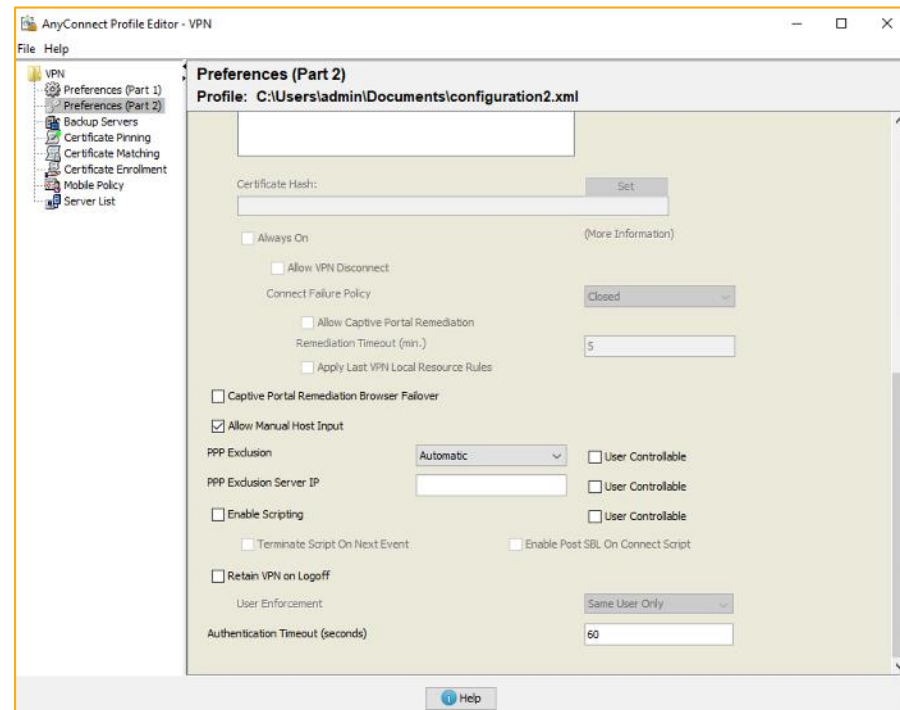 AnyConnect Profile Editor - VPN
File Help
VPN
Preferences (Part 1)
Preferences (Part 2)
Backup Servers
Certificate Pinning
Certificate Matching
Certificate Enrollment
Mobile Policy
Server List
Preferences (Part 2)
Profile: C:\Users\admin\Documents\configuration2.xml
Certificate Hash: Set
Always On (More Information)
Allow VPN Disconnect
Connect Failure Policy Closed
Allow Captive Portal Remediation
Remediation Timeout (min.) 5
Apply Last VPN Local Resource Rules
Captive Portal Remediation Browser Failover
Allow Manual Host Input
PPP Exclusion Automatic User Controllable
PPP Exclusion Server IP User Controllable
Enable Scripting User Controllable
Terminate Script On Next Event Enable Post SBL On Connect Script
Retain VPN on Logoff
User Enforcement Same User Only
Authentication Timeout (seconds) 60
Help